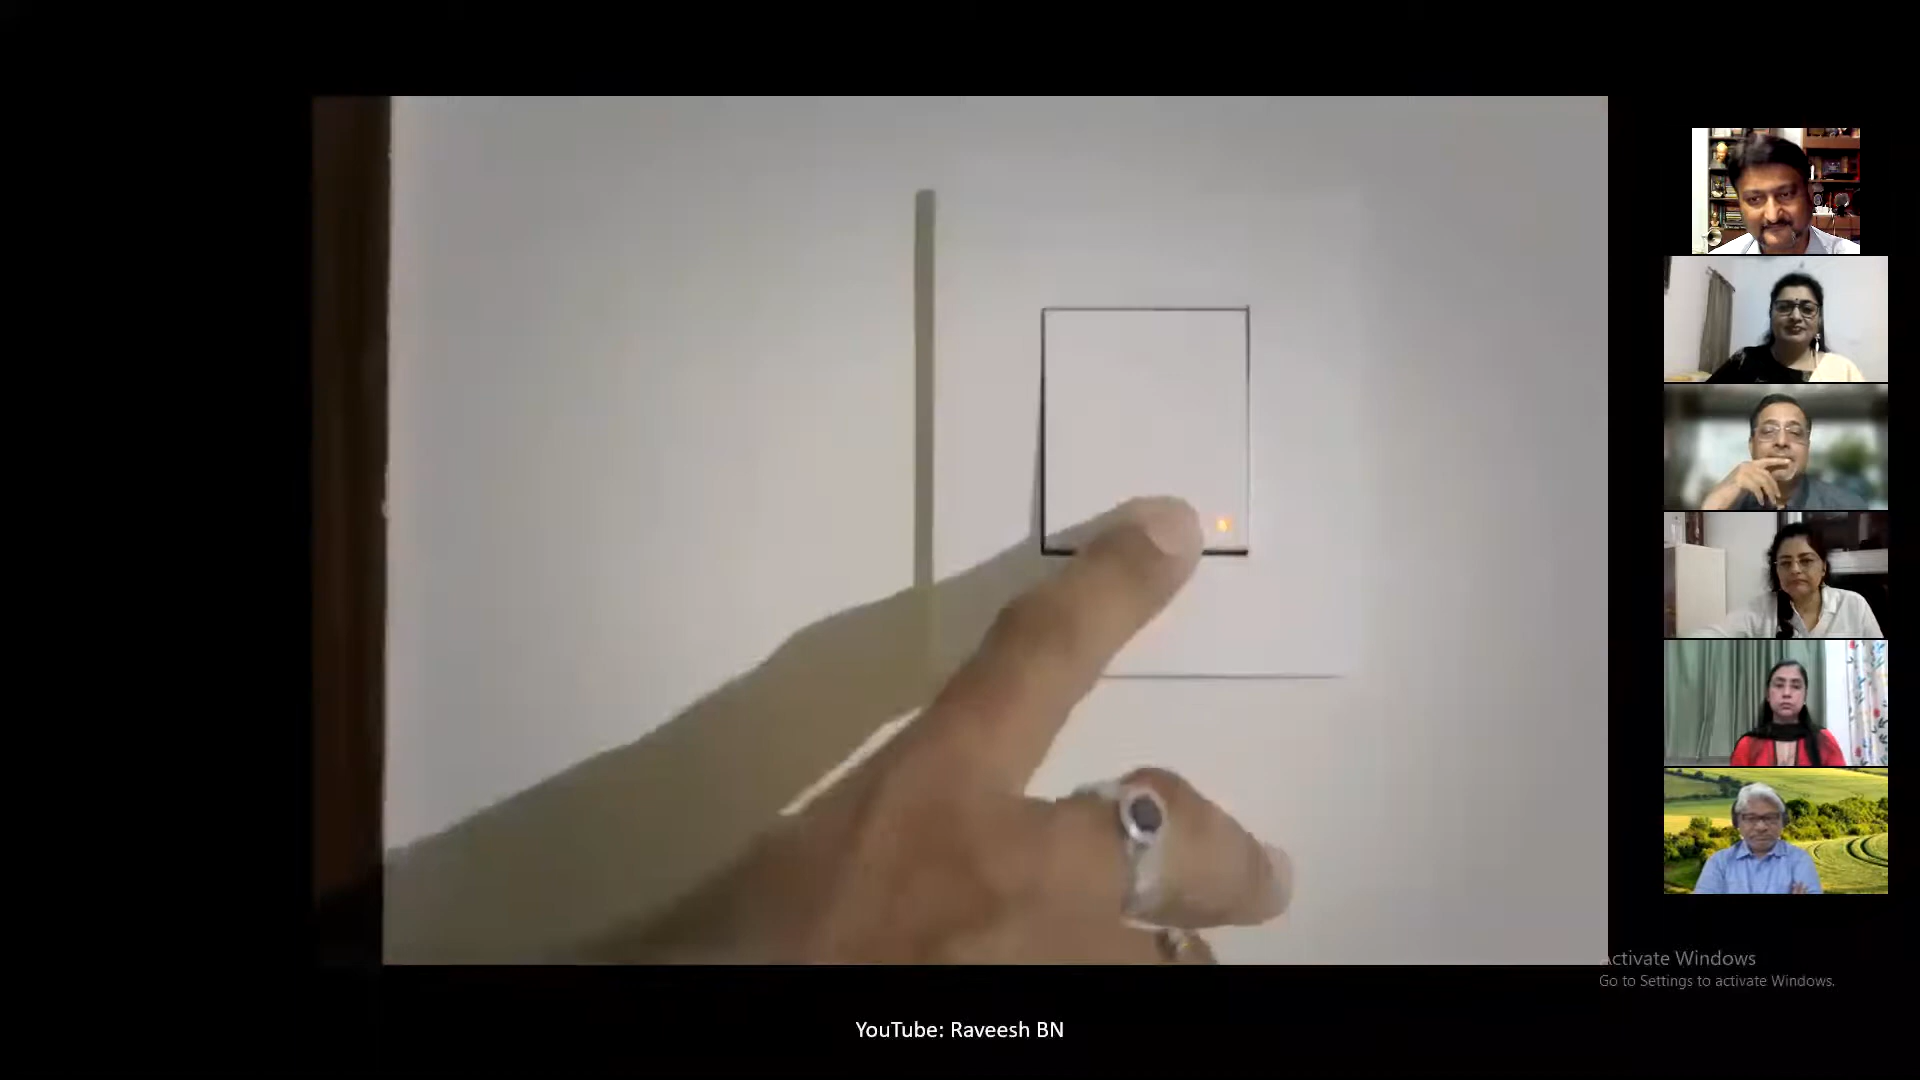 Activate Windows
Go to Settings to activate Windows.
YouTube: Raveesh BN